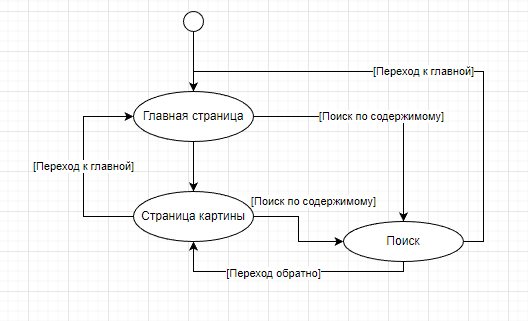 [Переход к главной]
Главная страница
[Поиск по содержимому]
[Переход к главной]
[Поиск по содержимому]
Страница картины
Поиск
[Переход обратно]